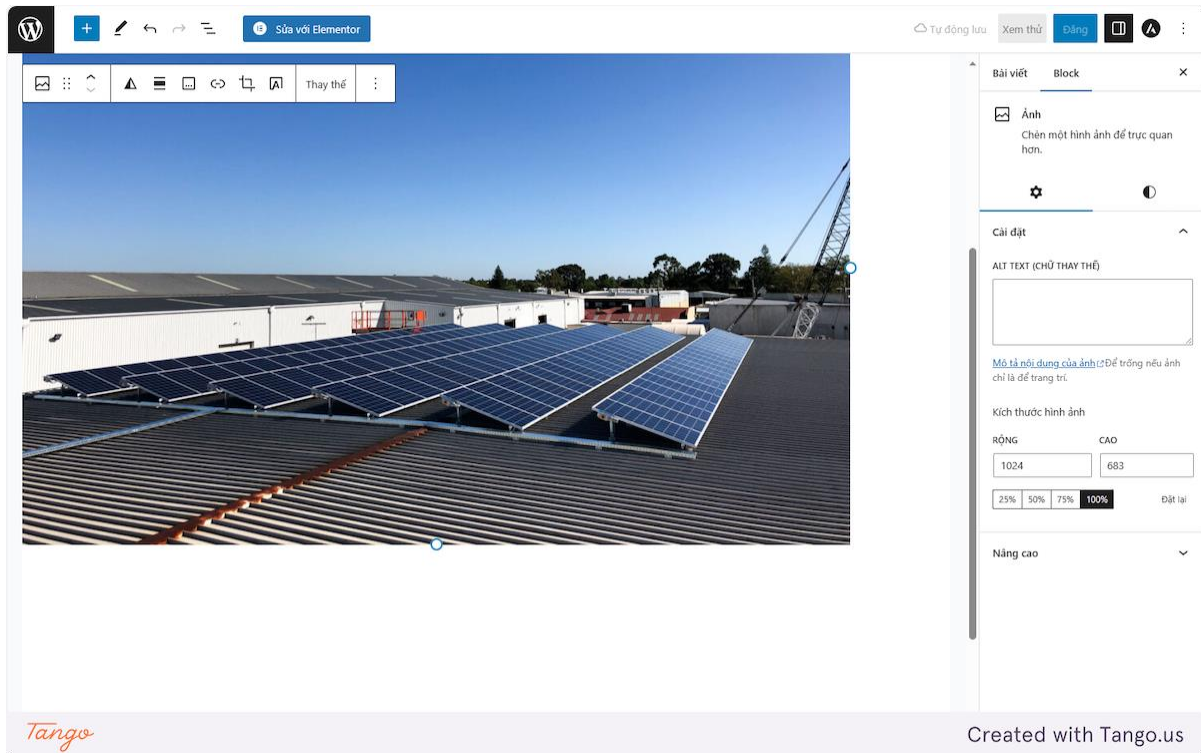 Sửa với Elementor
Tự động lưu
Xem thử
Đăng
Thay thế
Bài viết
Block
Ảnh
Chèn một hình ảnh để trực quan
hơn.
Cài đặt
ALT TEXT (CHỮ THAY THẾ)
Mô tả nội dung của ảnh Để trống nếu ảnh
chỉ là để trang trí.
Kích thước hình ảnh
RỘNG
CAO
1024
683
25%
50%
75%
100%
Đặt lại
Nâng cao
Tango
Created with Tango.us